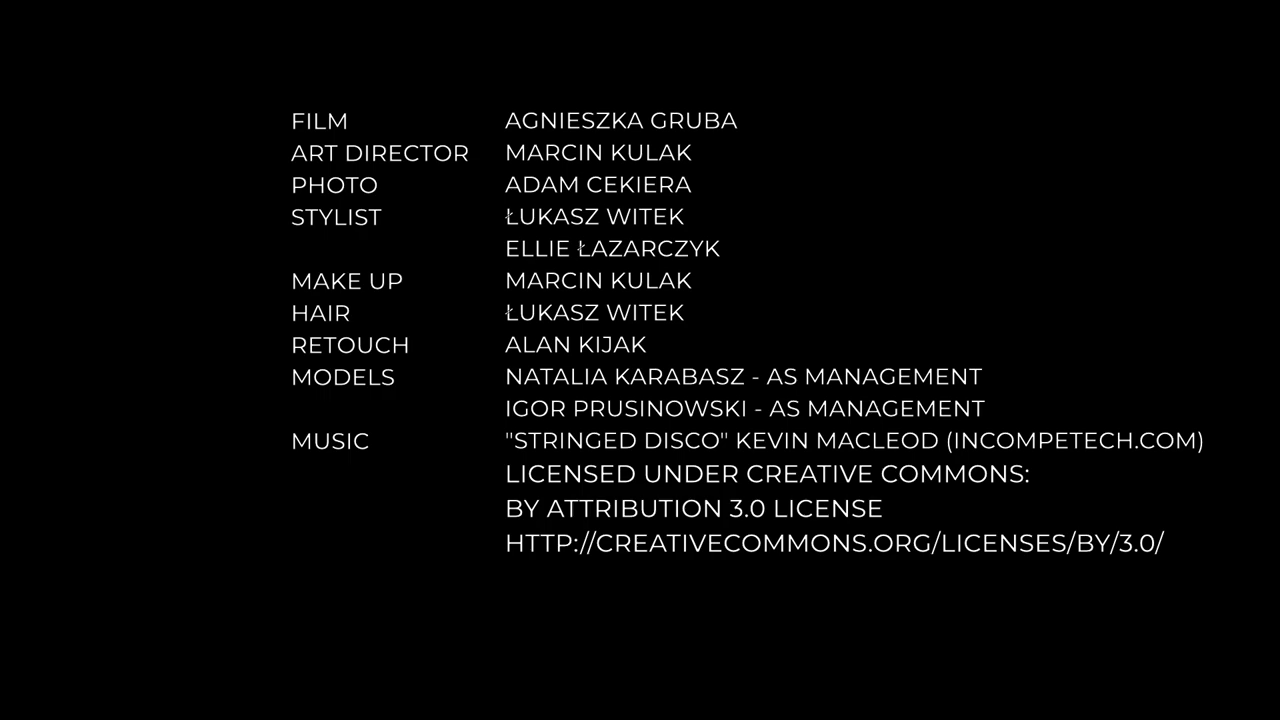 FILM AGNIESZKA GRUBA
ART DIRECTOR MARCIN KULAK
PHOTO ADAM CEKIERA
STYLIST ŁUKASZ WITEK
ELLIE ŁAZARCZYK
MAKE UP MARCIN KULAK
HAIR ŁUKASZ WITEK
RETOUCH ALAN KIJAK
MODELS NATALIA KARABASZ - AS MANAGEMENT
IGOR PRUSINOWSKI - AS MANAGEMENT
MUSIC "STRINGED DISCO" KEVIN MACLEOD (INCOMPETECH.COM)
LICENSED UNDER CREATIVE COMMONS:
BY ATTRIBUTION 3.0 LICENSE
HTTP://CREATIVECOMMONS.ORG/LICENSES/BY/3.0/